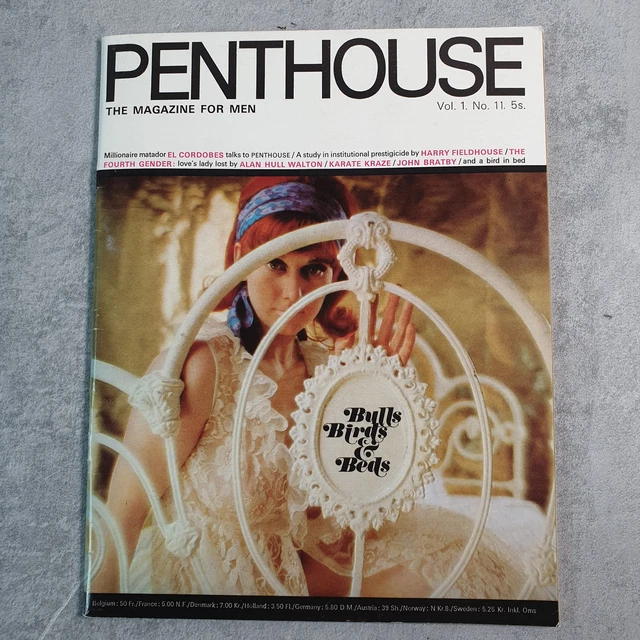 PENTHOUSE
THE MAGAZINE FOR MEN
Vol. 1. No. 11. 5s.
Millionaire matador EL CORDOBES talks to PENTHOUSE / A study in institutional prestigicide by HARRY FIELDHOUSE / THE
FOURTH GENDER: love's lady lost by ALAN HULL WALTON / KARATE KRAZE / JOHN BRATBY / and a bird in bed
Bulls
Birds
&
Beds
Belgium: 50 Fr./France: 5.00 N.F./Denmark: 7.00 Kr./Holland: 3.50 Fl./Germany: 5.80 D M./Austria: 39 Sh./Norway: N Kr.8./Sweden: 5.25 Kr. Inkl. Oms